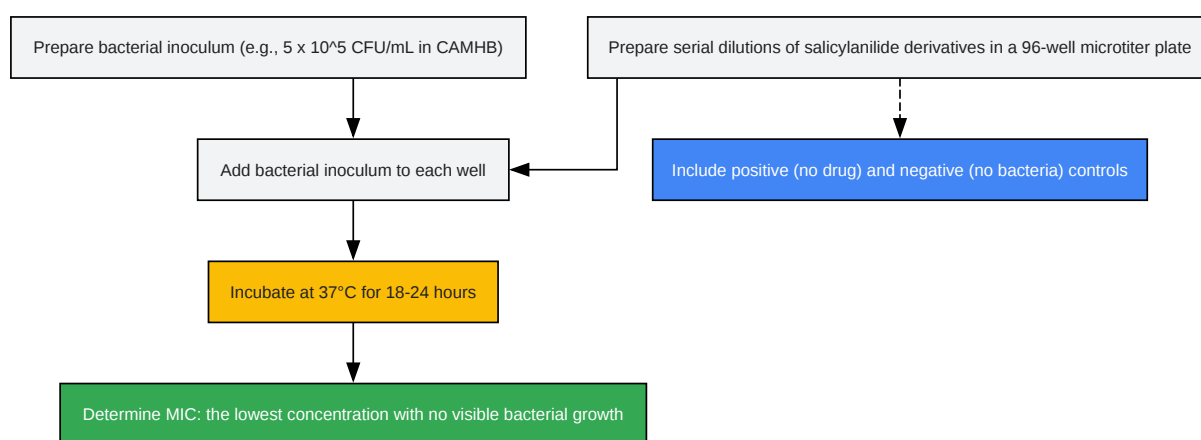 Prepare bacterial inoculum (e.g., 5 x 10^5 CFU/mL in CAMHB)
Prepare serial dilutions of salicylanilide derivatives in a 96-well microtiter plate
Add bacterial inoculum to each well
Include positive (no drug) and negative (no bacteria) controls
Incubate at 37°C for 18-24 hours
Determine MIC: the lowest concentration with no visible bacterial growth